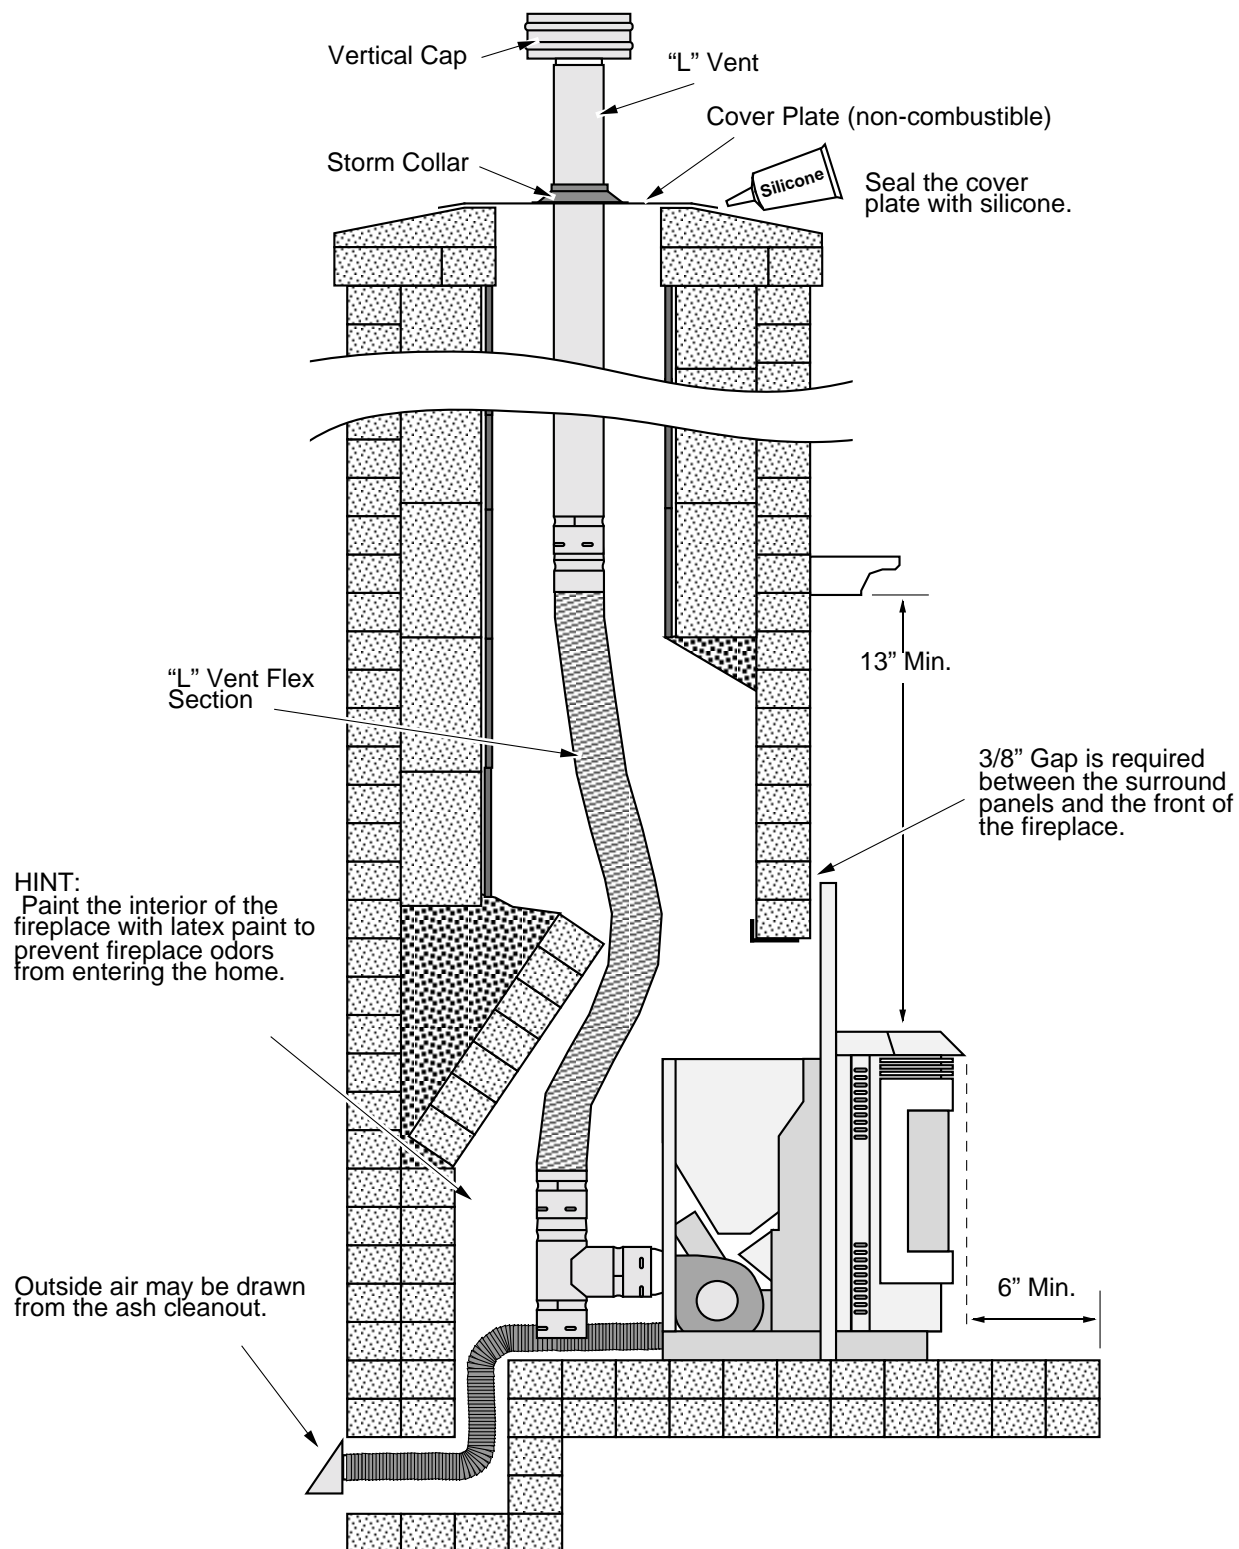 Vertical Cap
“L” Vent
Cover Plate (non-combustible)
Storm Collar
Silicone
Seal the cover
plate with silicone.
13” Min.
“L” Vent Flex
Section
3/8” Gap is required
between the surround
panels and the front of
the fireplace.
HINT:
Paint the interior of the
fireplace with latex paint to
prevent fireplace odors
from entering the home.
Outside air may be drawn
from the ash cleanout.
6” Min.